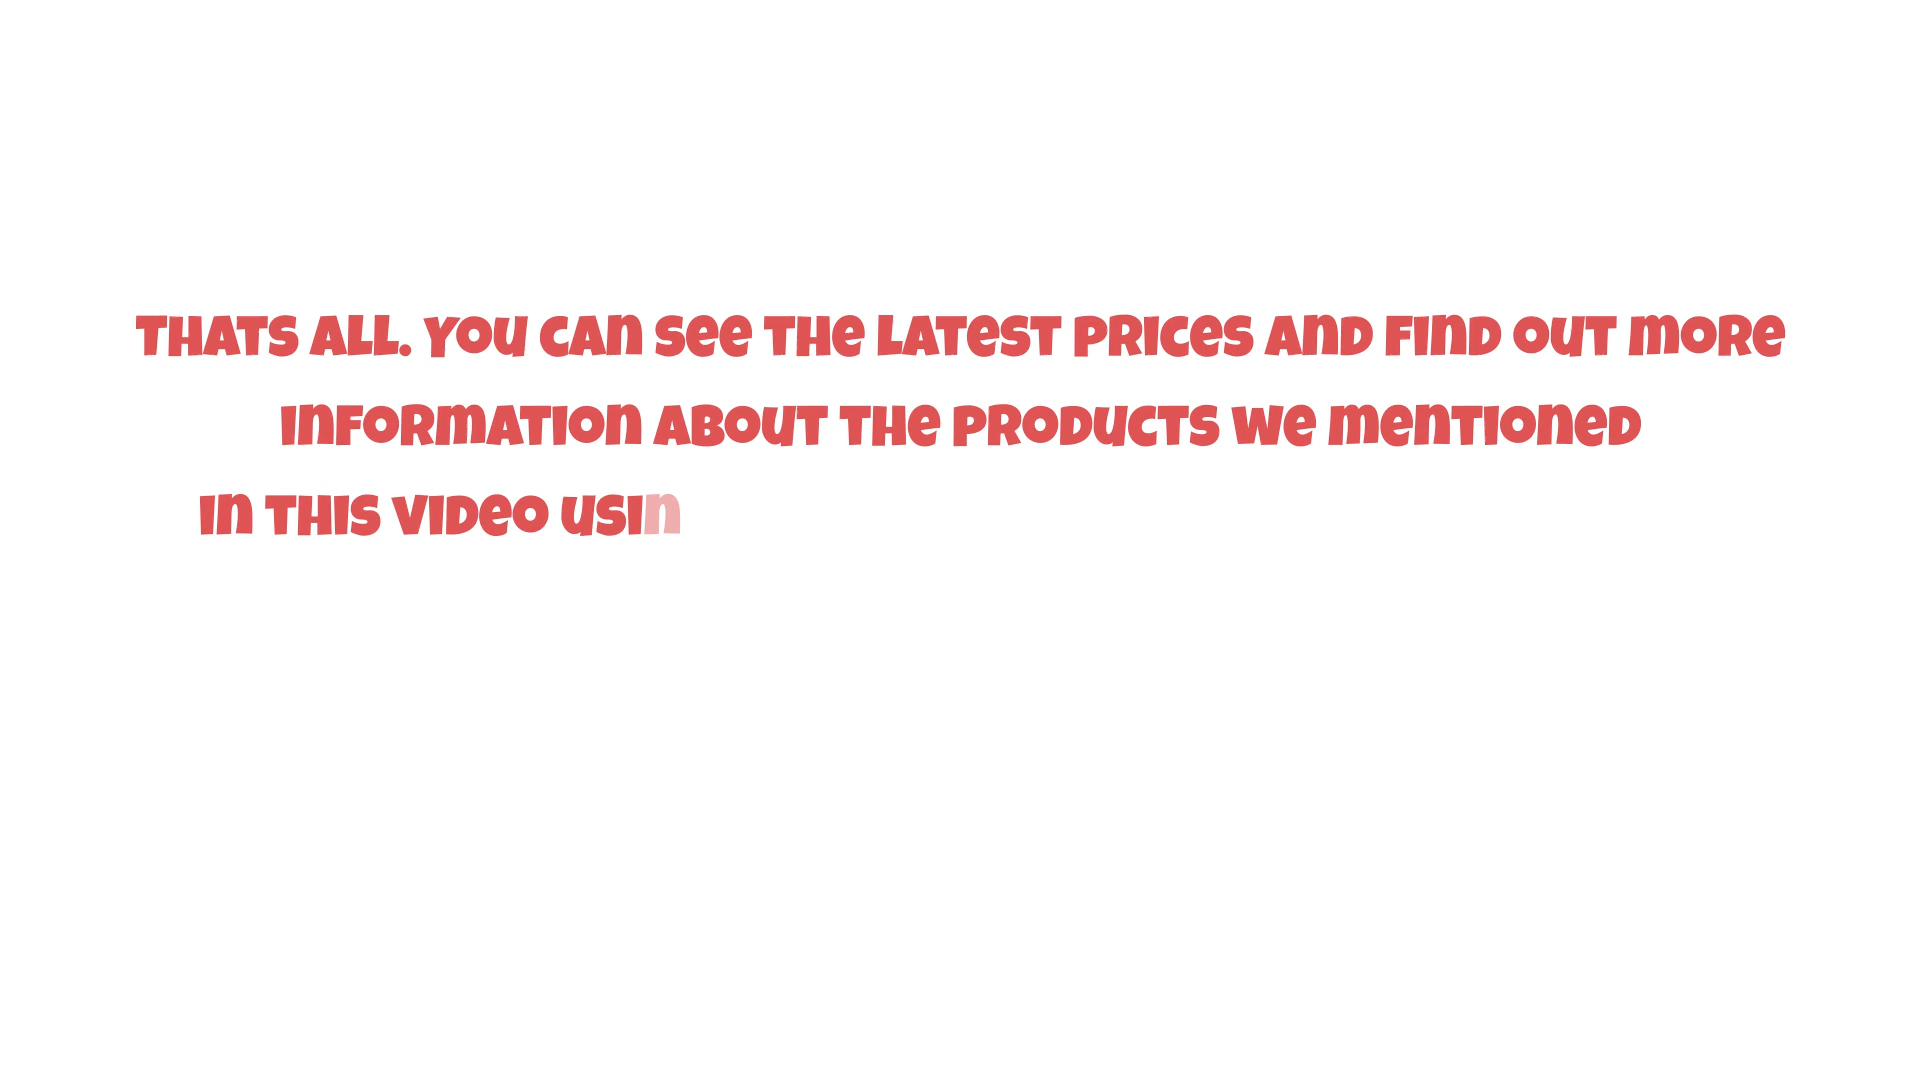 Thats all. You can see the latest prices and find out more
information about the products we mentioned
in this video usin